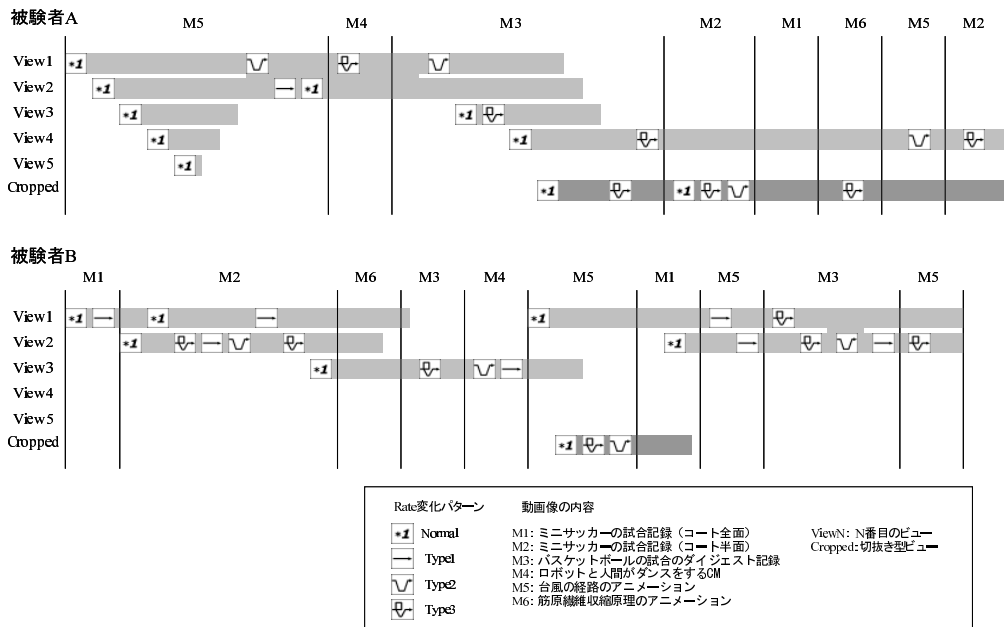 被験者A
M5 M4 M3 M2 M1 M6 M2
View1 *1
View2 *1 *1
View3 *1 *1
View4 *1 *1
View5 *1
Cropped *1 *1
被験者B
M1 M2 M6 M3 M4 M5 M1 M5 M3 M5
View1 *1 *1 *1
View2 *1 *1
View3 *1
View4
View5
Cropped *1
Rate変化パターン
*1 Normal
Type1
Type2
Type3
動画像の内容
M1: ミニサッカーの試合記録（コート全面）
M2: ミニサッカーの試合記録（コート半面）
M3: バスケットボールの試合のダイジェスト記録
M4: ロボットと人間がダンスをするCM
M5: 台風の経路のアニメーション
M6: 筋原繊維収縮原理のアニメーション
ViewN: N番目のビュー
Cropped: 切抜き型ビュー